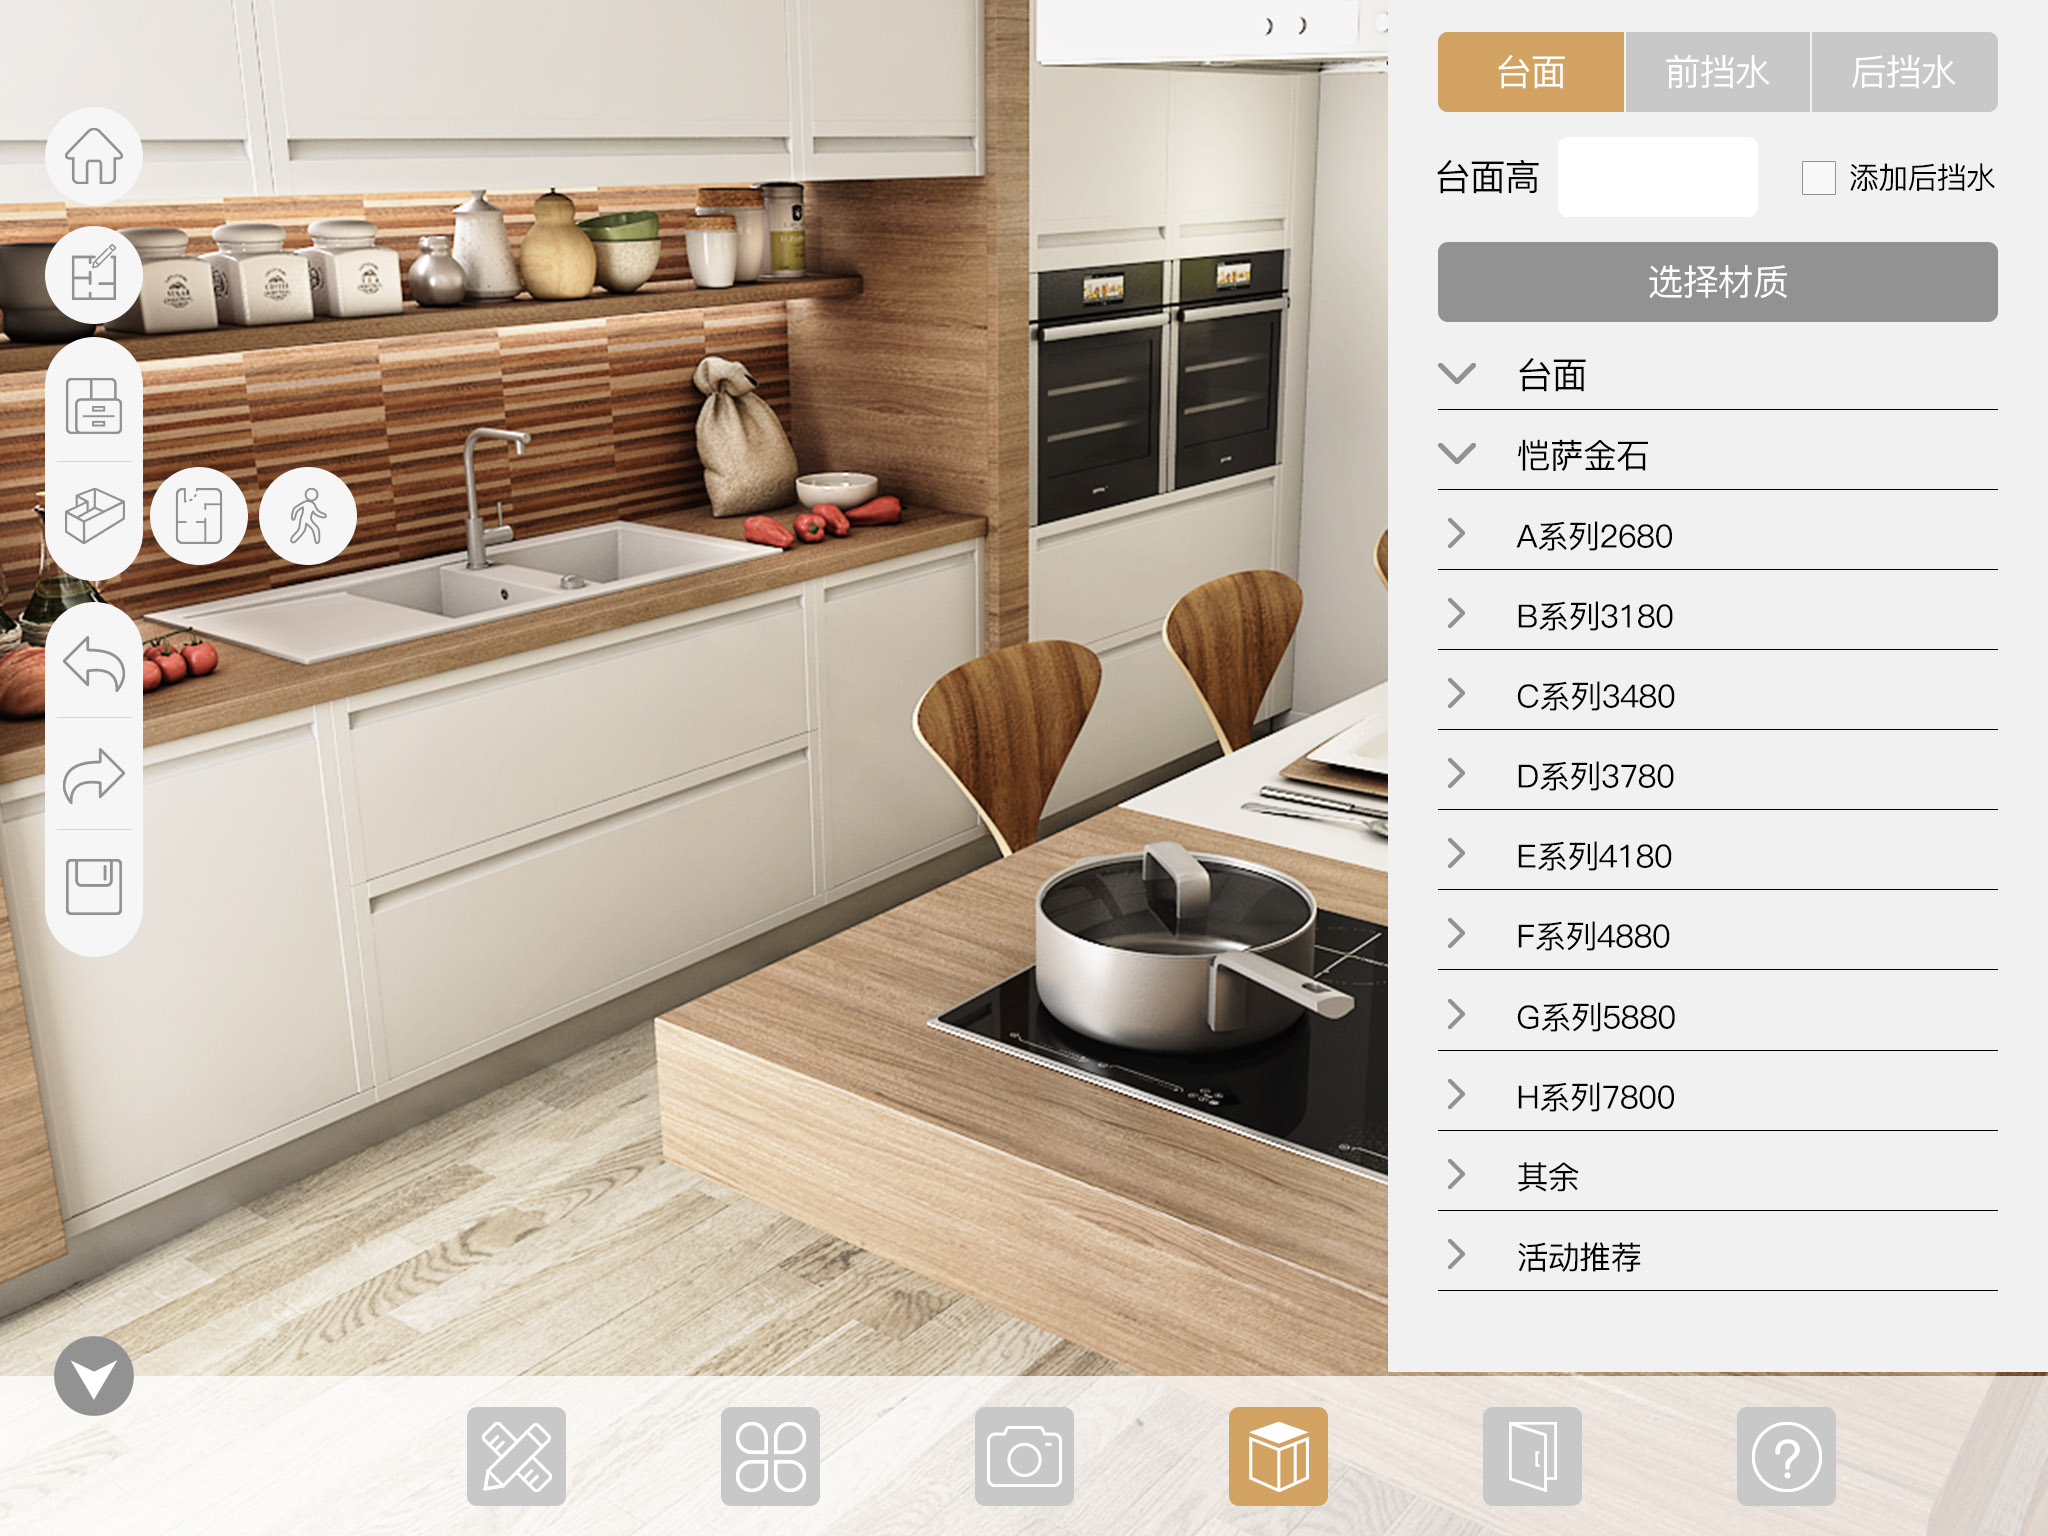 台面
前挡水
后挡水
台面高
添加后挡水
选择材质
台面
恺萨金石
A系列2680
B系列3180
C系列3480
D系列3780
E系列4180
F系列4880
G系列5880
H系列7800
其余
活动推荐